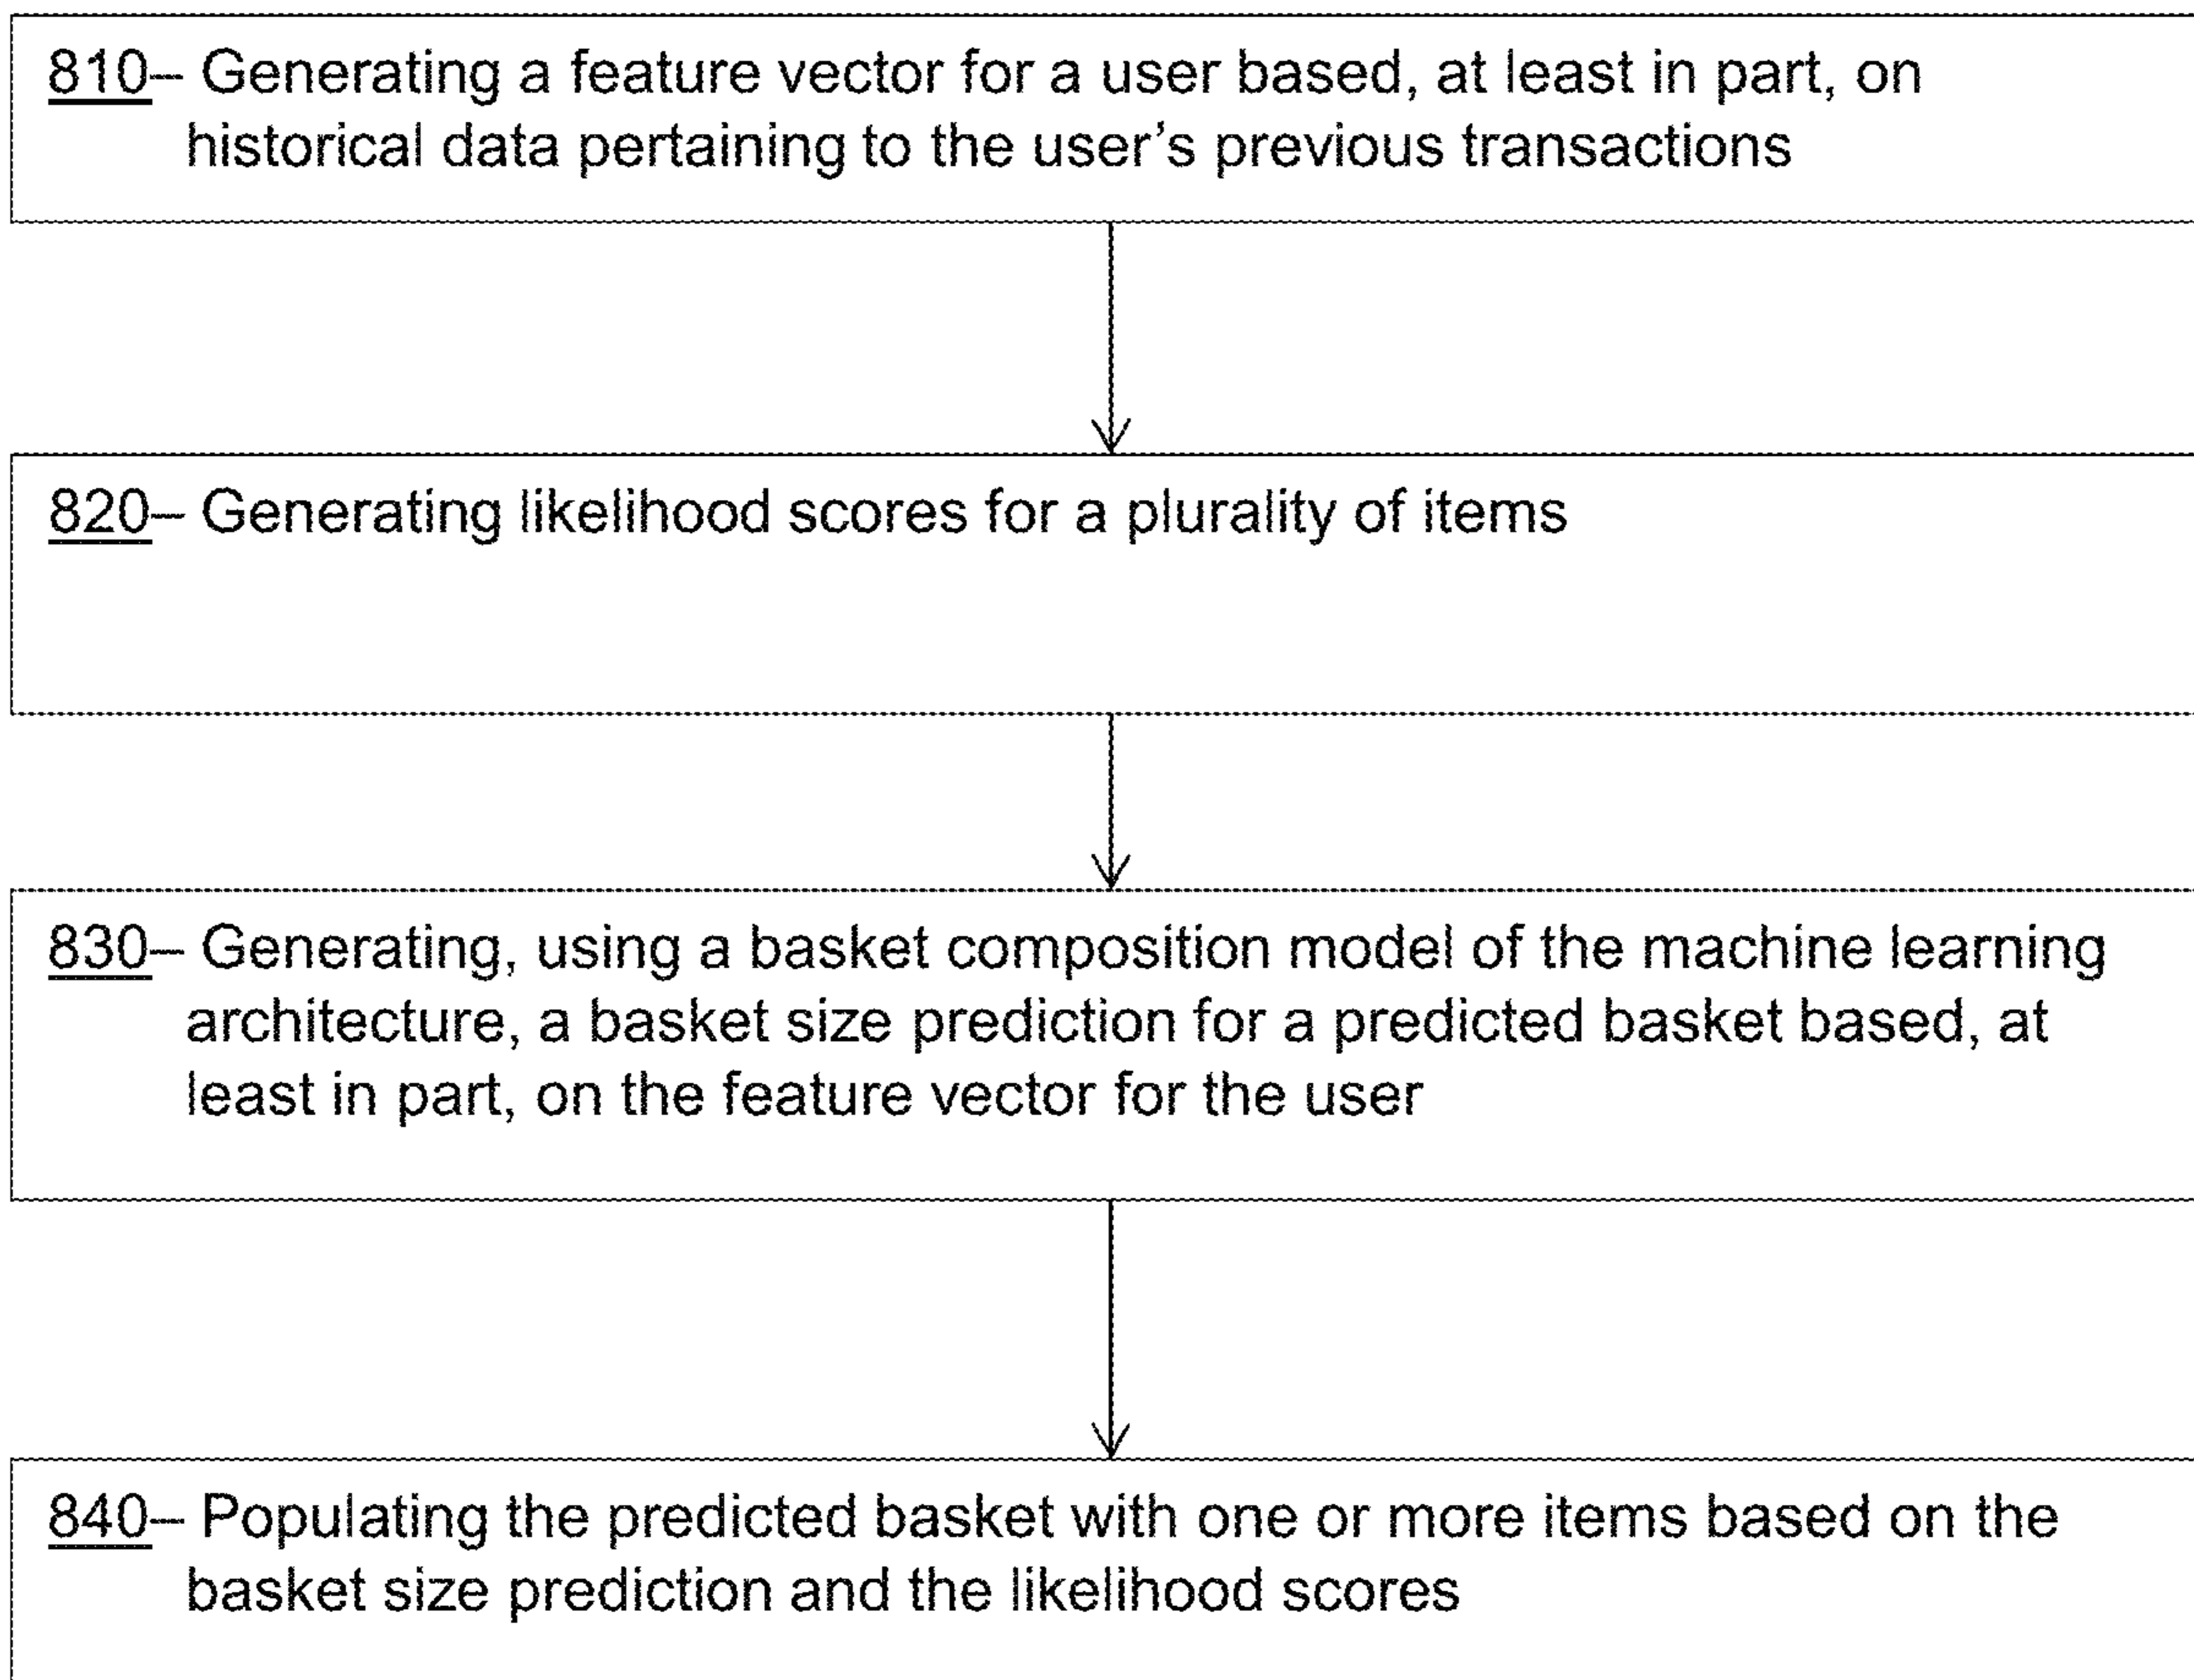 810– Generating a feature vector for a user based, at least in part, on
historical data pertaining to the user’s previous transactions
820– Generating likelihood scores for a plurality of items
830– Generating, using a basket composition model of the machine learning
architecture, a basket size prediction for a predicted basket based, at
least in part, on the feature vector for the user
840– Populating the predicted basket with one or more items based on the
basket size prediction and the likelihood scores